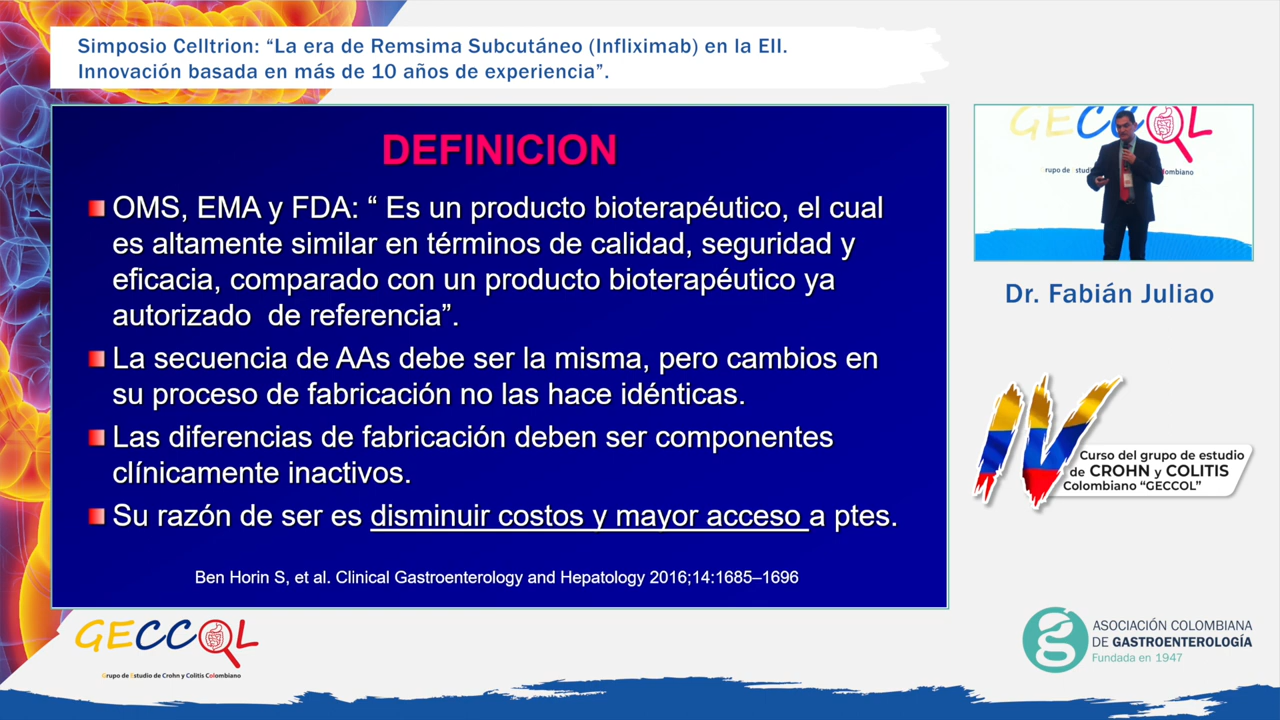 Simposio Celltrion: “La era de Remsima Subcutáneo (Infliximab) en la EII.
Innovación basada en más de 10 años de experiencia”.
DEFINICION
OMS, EMA y FDA: “ Es un producto bioterapéutico, el cual
es altamente similar en términos de calidad, seguridad y
eficacia, comparado con un producto bioterapéutico ya
autorizado de referencia”.
La secuencia de AAs debe ser la misma, pero cambios en
su proceso de fabricación no las hace idénticas.
Las diferencias de fabricación deben ser componentes
clínicamente inactivos.
Su razón de ser es disminuir costos y mayor acceso a ptes.
Ben Horin S, et al. Clinical Gastroenterology and Hepatology 2016;14:1685–1696
GECCOL
rupo de estudi
lombiano
Dr. Fabián Juliao
IV
Curso del grupo de estudio
de CROHN y COLITIS
Colombiano “GECCOL”
GECCOL
Grupo de Estudio de Crohn y Colitis Colombiano
ASOCIACIÓN COLOMBIANA
DE GASTROENTEROLOGÍA
Fundada en 1947